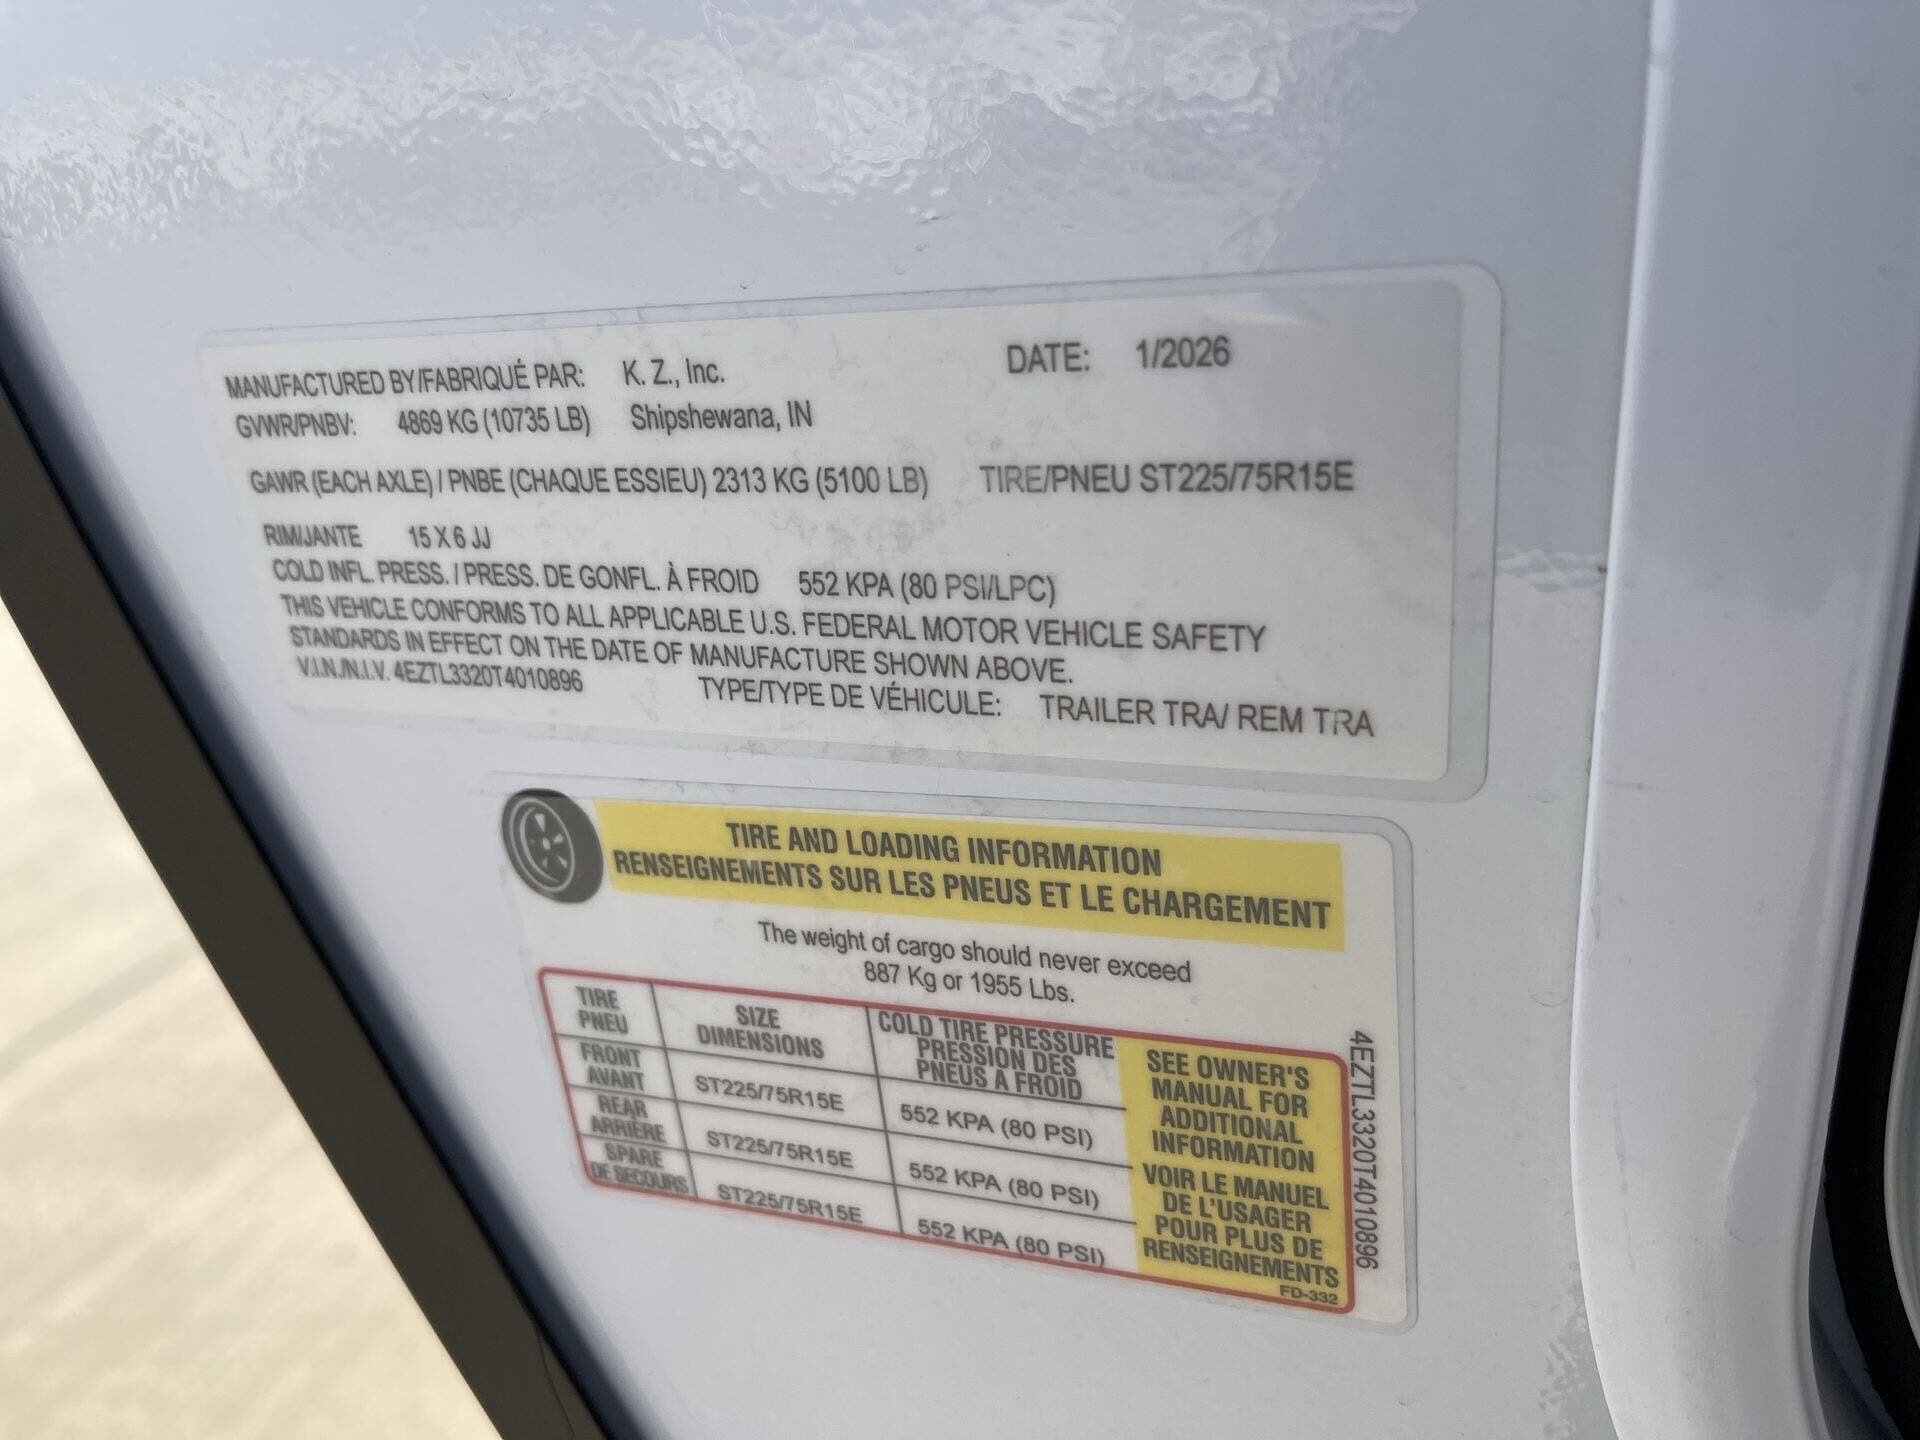 MANUFACTURED BY/FABRIQUÉ PAR: K. Z., Inc. DATE: 1/2026
GVWR/PNBV: 4869 KG (10735 LB) Shipshewana, IN
GAWR (EACH AXLE) / PNBE (CHAQUE ESSIEU) 2313 KG (5100 LB) TIRE/PNEU ST225/75R15E
RIM/JANTE 15 X 6 JJ
COLD INFL. PRESS. / PRESS. DE GONFL. À FROID 552 KPA (80 PSI/LPC)
THIS VEHICLE CONFORMS TO ALL APPLICABLE U.S. FEDERAL MOTOR VEHICLE SAFETY
STANDARDS IN EFFECT ON THE DATE OF MANUFACTURE SHOWN ABOVE.
V.I.N./N.I.V. 4EZTL3320T4010896 TYPE/TYPE DE VÉHICULE: TRAILER TRA/ REM TRA
TIRE AND LOADING INFORMATION
RENSEIGNEMENTS SUR LES PNEUS ET LE CHARGEMENT
The weight of cargo should never exceed
887 Kg or 1955 Lbs.
TIRE
PNEU
SIZE
DIMENSIONS
COLD TIRE PRESSURE
PRESSION DES
PNEUS A FROID
FRONT
AVANT
ST225/75R15E
552 KPA (80 PSI)
REAR
ARRIÈRE
ST225/75R15E
552 KPA (80 PSI)
SPARE
DE SECOURS
ST225/75R15E
552 KPA (80 PSI)
SEE OWNER'S
MANUAL FOR
ADDITIONAL
INFORMATION
VOIR LE MANUEL
DE L'USAGER
POUR PLUS DE
RENSEIGNEMENTS
FD-332
4EZTL3320T4010896